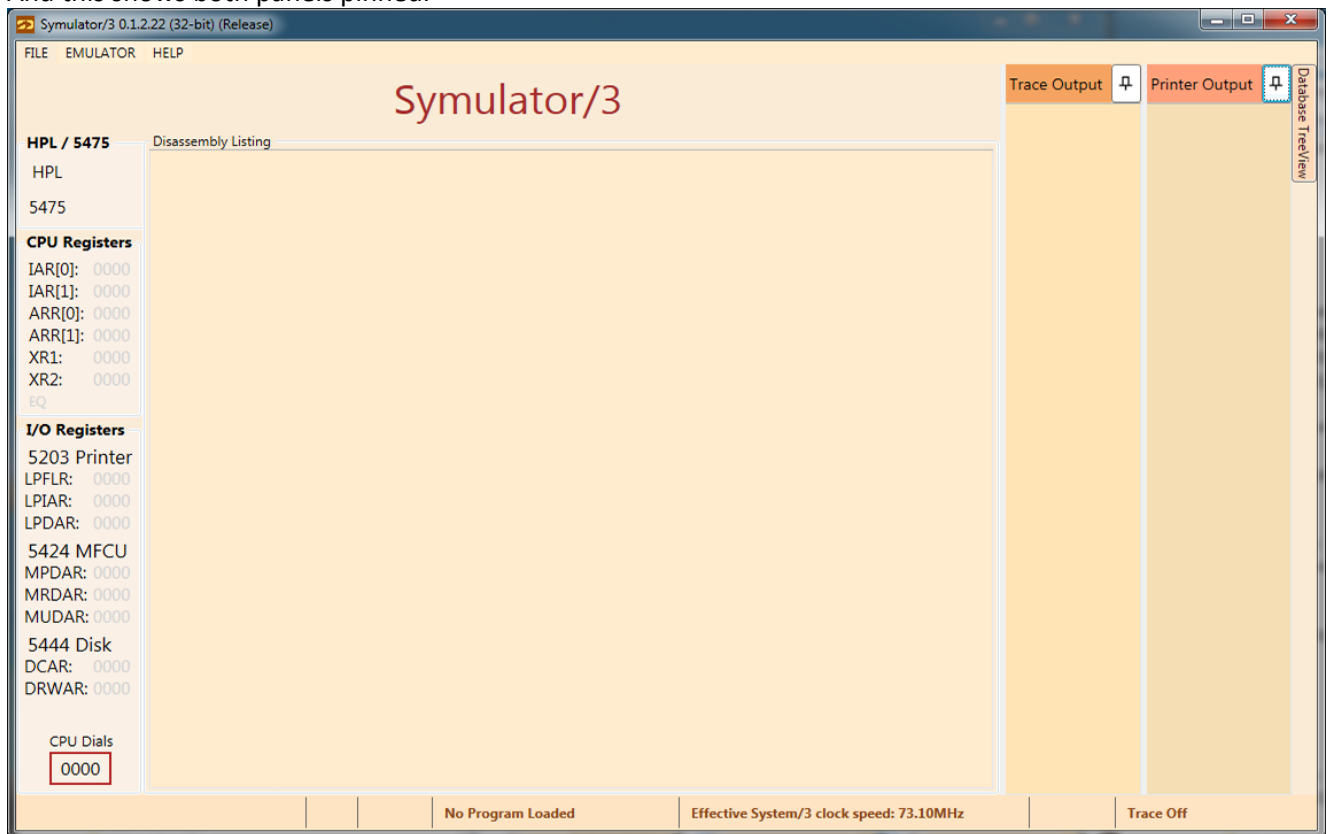 And this shows both panels pinned:
Symulator/3 0.1.2.22 (32-bit) (Release)
FILE EMULATOR HELP
Symulator/3
Trace Output
Printer Output
Database TreeView
HPL / 5475
HPL
5475
Disassembly Listing
CPU Registers
IAR[0]: 0000
IAR[1]: 0000
ARR[0]: 0000
ARR[1]: 0000
XR1: 0000
XR2: 0000
EQ
I/O Registers
5203 Printer
LPFLR: 0000
LPIAR: 0000
LPDAR: 0000
5424 MFCU
MPDAR: 0000
MRDAR: 0000
MUDAR: 0000
5444 Disk
DCAR: 0000
DRWAR: 0000
CPU Dials
0000
No Program Loaded
Effective System/3 clock speed: 73.10MHz
Trace Off